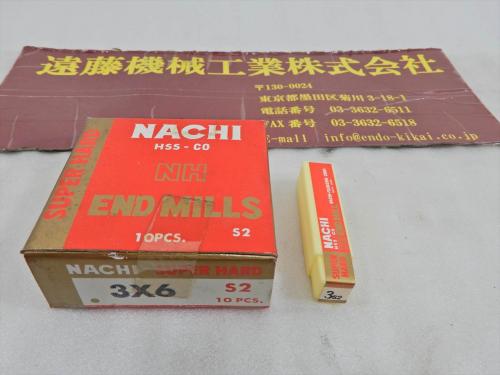 遠藤機械工業株式会社
〒130-0024
東京都墨田区菊川3-18-1
電話番号 03-3632-6511
FAX番号 03-3632-6518
E-mall info@endo-kikai.co.jp
SUPER HARD
NACHI
HSS-CO
NH
END MILLS
10PCS. S2
NACHI SUPER HARD
3X6 S2
10 PCS.
NACHI
HSS-CO
SUPER HARD
3S2